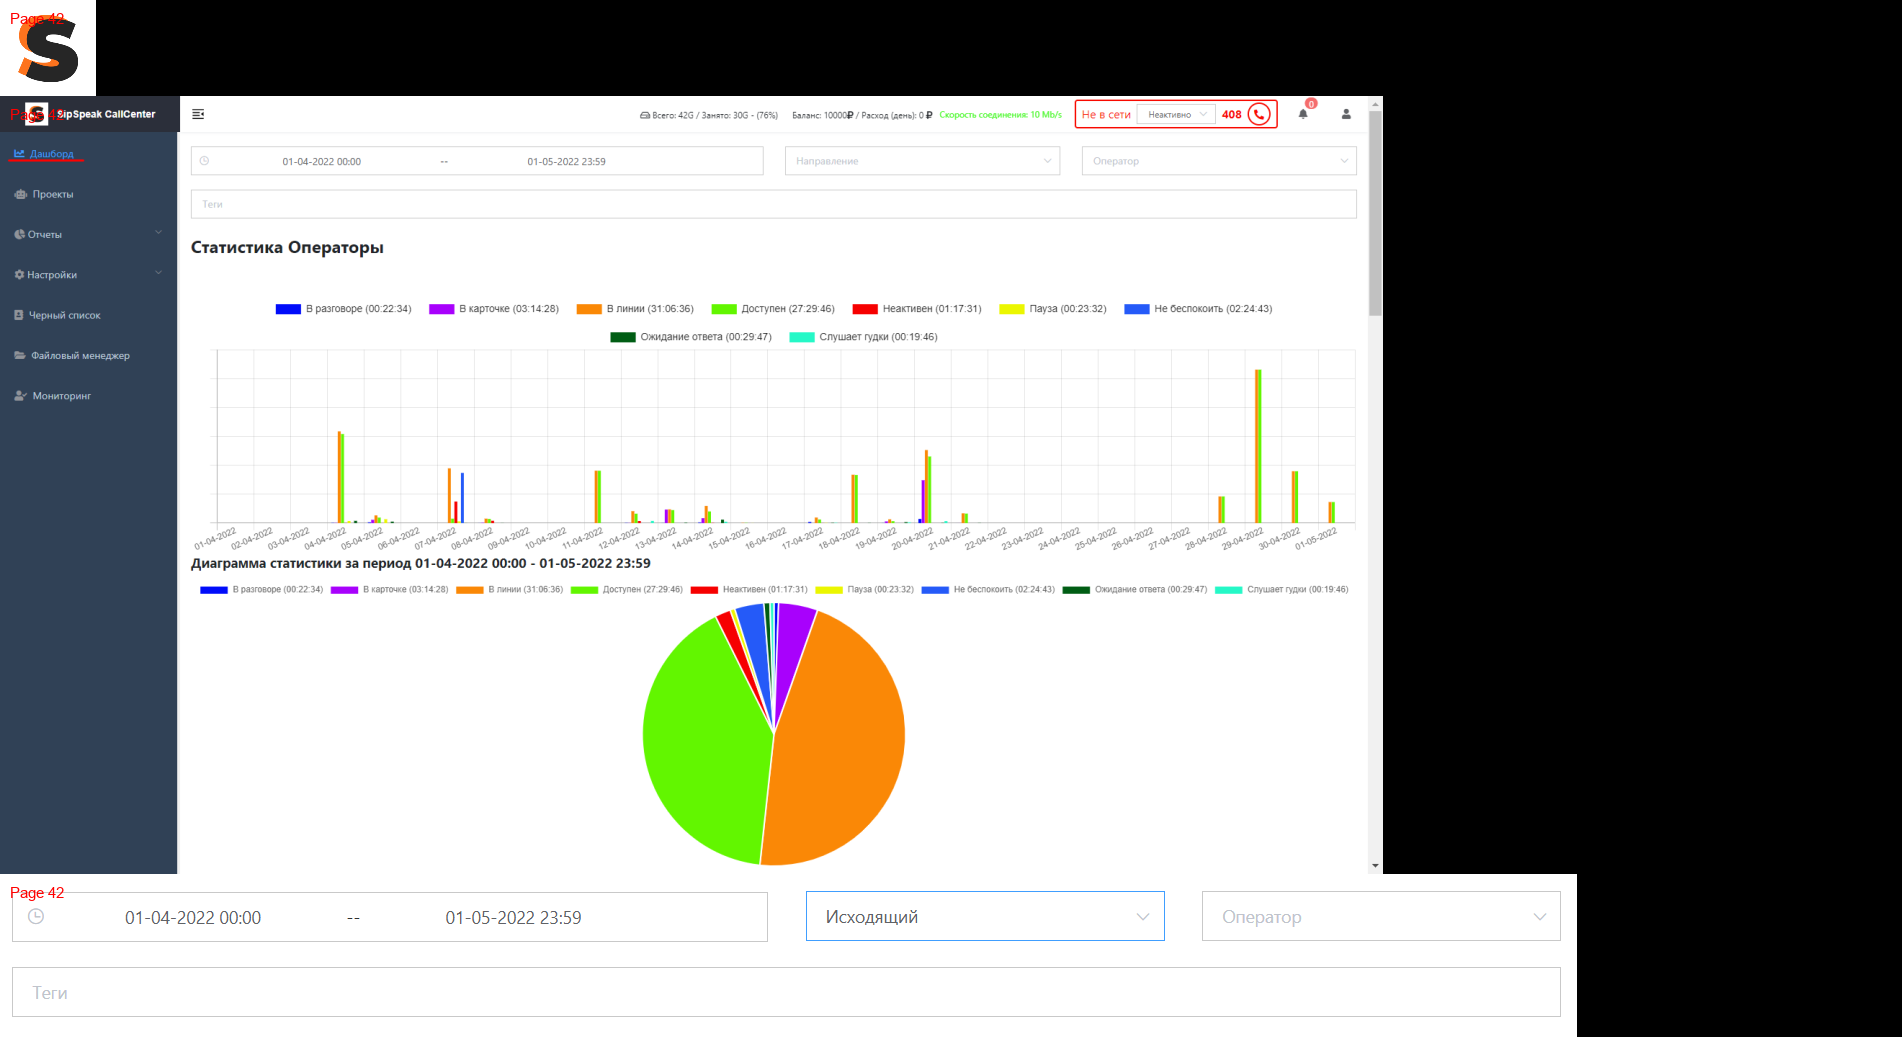 Page 42
Page 42
SipSpeak CallCenter
Всего: 42G / Занято: 30G - (76%) Баланс: 10000₽ / Расход (день): 0 ₽ Скорость соединения: 10 Mb/s Не в сети Неактивно 408 0
Дашборд
Проекты
Отчеты
Настройки
Черный список
Файловый менеджер
Мониторинг
01-04-2022 00:00 -- 01-05-2022 23:59 Направление Оператор
Теги
Статистика Операторы
В разговоре (00:22:34) В карточке (03:14:28) В линии (31:06:36) Доступен (27:29:46) Неактивен (01:17:31) Пауза (00:23:32) Не беспокоить (02:24:43)
Ожидание ответа (00:29:47) Слушает гудки (00:19:46)
01-04-2022 02-04-2022 03-04-2022 04-04-2022 05-04-2022 06-04-2022 07-04-2022 08-04-2022 09-04-2022 10-04-2022 11-04-2022 12-04-2022 13-04-2022 14-04-2022 15-04-2022 16-04-2022 17-04-2022 18-04-2022 19-04-2022 20-04-2022 21-04-2022 22-04-2022 23-04-2022 24-04-2022 25-04-2022 26-04-2022 27-04-2022 28-04-2022 29-04-2022 30-04-2022 01-05-2022
Диаграмма статистики за период 01-04-2022 00:00 - 01-05-2022 23:59
В разговоре (00:22:34) В карточке (03:14:28) В линии (31:06:36) Доступен (27:29:46) Неактивен (01:17:31) Пауза (00:23:32) Не беспокоить (02:24:43) Ожидание ответа (00:29:47) Слушает гудки (00:19:46)
Page 42
01-04-2022 00:00 -- 01-05-2022 23:59 Исходящий Оператор
Теги